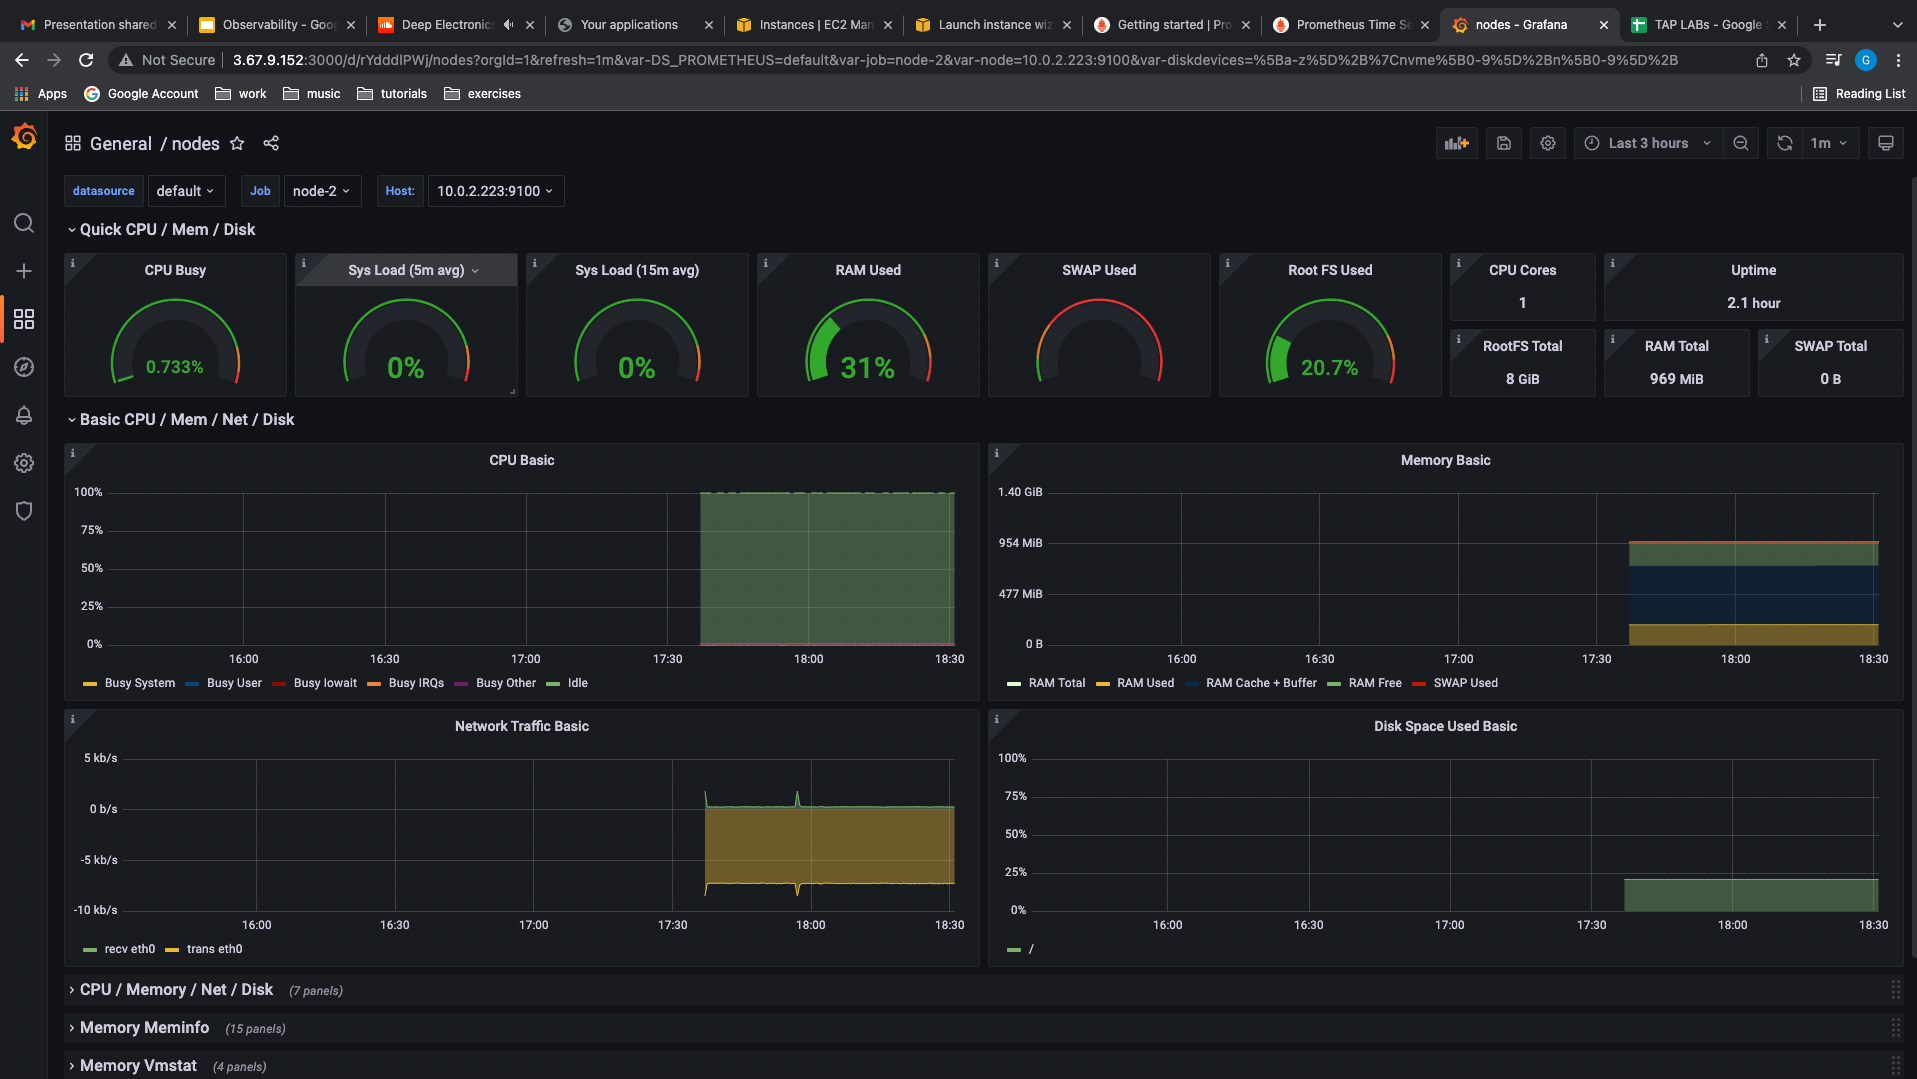 Presentation shared
Observability - Goog
Deep Electronics
Your applications
Instances | EC2 Man
Launch instance wiz
Getting started | Pro
Prometheus Time Se
nodes - Grafana
TAP LABs - Google S
Not Secure
3.67.9.152:3000/d/rYdddlPWj/nodes?orgId=1&refresh=1m&var-DS_PROMETHEUS=default&var-job=node-2&var-node=10.0.2.223:9100&var-diskdevices=%5Ba-z%5D%2B%7Cnvme%5B0-9%5D%2Bn%5B0-9%5D%2B
G
Apps
Google Account
work
music
tutorials
exercises
Reading List
General / nodes
Last 3 hours
1m
datasource default
Job node-2
Host: 10.0.2.223:9100
Quick CPU / Mem / Disk
CPU Busy
0.733%
Sys Load (5m avg)
0%
Sys Load (15m avg)
0%
RAM Used
31%
SWAP Used
Root FS Used
20.7%
CPU Cores
1
Uptime
2.1 hour
RootFS Total
8 GiB
RAM Total
969 MiB
SWAP Total
0 B
Basic CPU / Mem / Net / Disk
CPU Basic
100%
75%
50%
25%
0%
16:00 16:30 17:00 17:30 18:00 18:30
Busy System Busy User Busy Iowait Busy IRQs Busy Other Idle
Memory Basic
1.40 GiB
954 MiB
477 MiB
0 B
16:00 16:30 17:00 17:30 18:00 18:30
RAM Total RAM Used RAM Cache + Buffer RAM Free SWAP Used
Network Traffic Basic
5 kb/s
0 b/s
-5 kb/s
-10 kb/s
16:00 16:30 17:00 17:30 18:00 18:30
recv eth0 trans eth0
Disk Space Used Basic
100%
75%
50%
25%
0%
16:00 16:30 17:00 17:30 18:00 18:30
/
CPU / Memory / Net / Disk (7 panels)
Memory Meminfo (15 panels)
Memory Vmstat (4 panels)